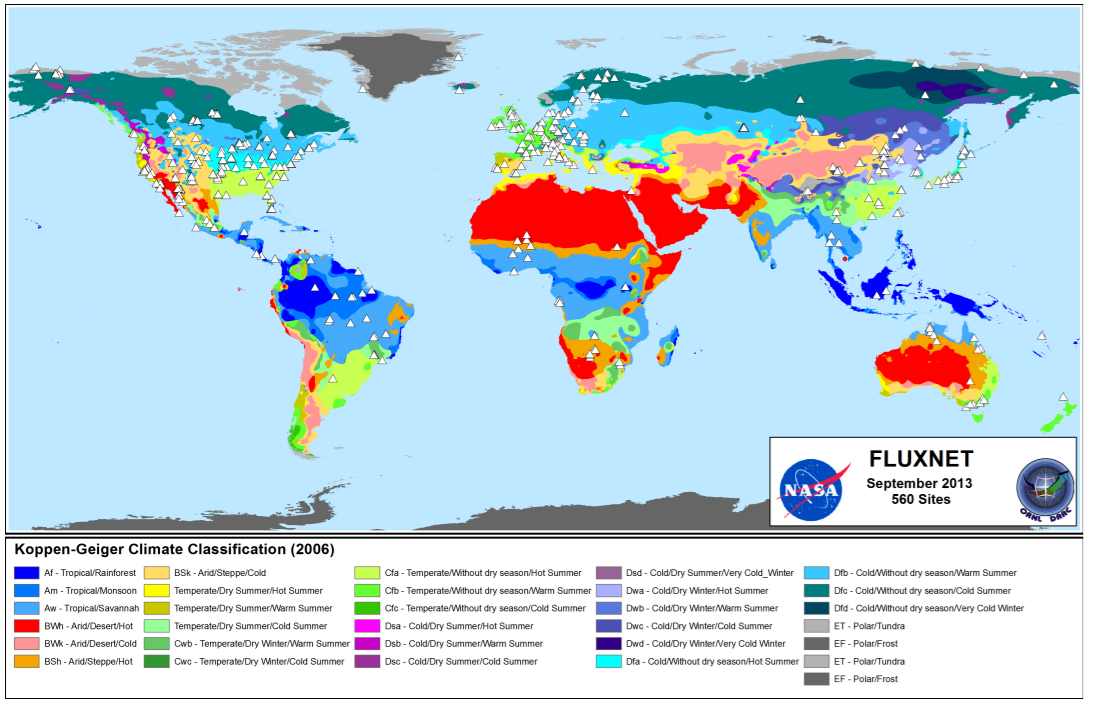 NASA
FLUXNET
September 2013
560 Sites
ORNL DAAC
Koppen-Geiger Climate Classification (2006)
Af - Tropical/Rainforest
Am - Tropical/Monsoon
Aw - Tropical/Savannah
BWh - Arid/Desert/Hot
BWk - Arid/Desert/Cold
BSh - Arid/Steppe/Hot
BSk - Arid/Steppe/Cold
Temperate/Dry Summer/Hot Summer
Temperate/Dry Summer/Warm Summer
Temperate/Dry Summer/Cold Summer
Cwb - Temperate/Dry Winter/Warm Summer
Cwc - Temperate/Dry Winter/Cold Summer
Cfa - Temperate/Without dry season/Hot Summer
Cfb - Temperate/Without dry season/Warm Summer
Cfc - Temperate/Without dry season/Cold Summer
Dsa - Cold/Dry Summer/Hot Summer
Dsb - Cold/Dry Summer/Warm Summer
Dsc - Cold/Dry Summer/Cold Summer
Dsd - Cold/Dry Summer/Very Cold_Winter
Dwa - Cold/Dry Winter/Hot Summer
Dwb - Cold/Dry Winter/Warm Summer
Dwc - Cold/Dry Winter/Cold Summer
Dwd - Cold/Dry Winter/Very Cold Winter
Dfa - Cold/Without dry season/Hot Summer
Dfb - Cold/Without dry season/Warm Summer
Dfc - Cold/Without dry season/Cold Summer
Dfd - Cold/Without dry season/Very Cold Winter
ET - Polar/Tundra
EF - Polar/Frost
ET - Polar/Tundra
EF - Polar/Frost